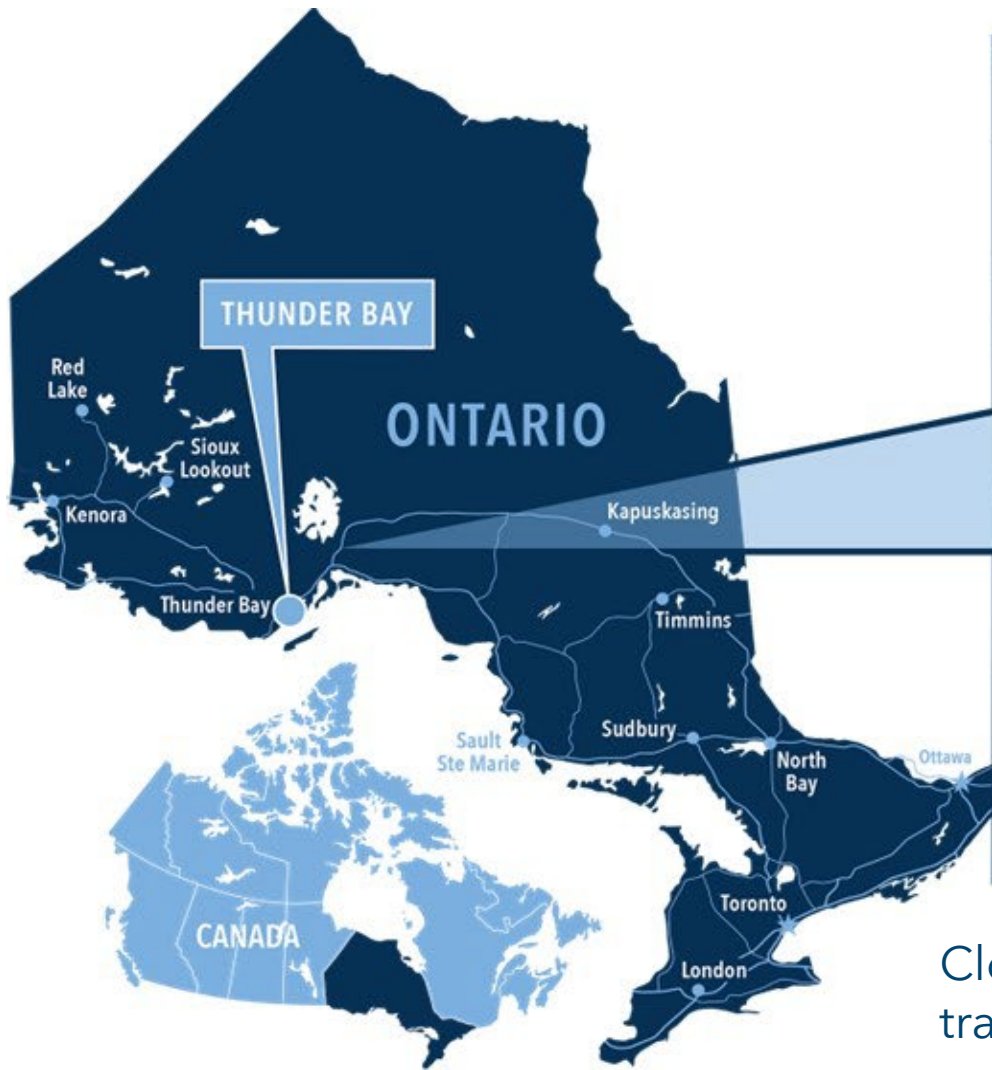 THUNDER BAY
ONTARIO
Red
Lake
Sioux
Lookout
Kenora
Kapuskasing
Thunder Bay
Timmins
Sudbury
Sault
Ste Marie
North
Bay
Ottawa
CANADA
Toronto
London